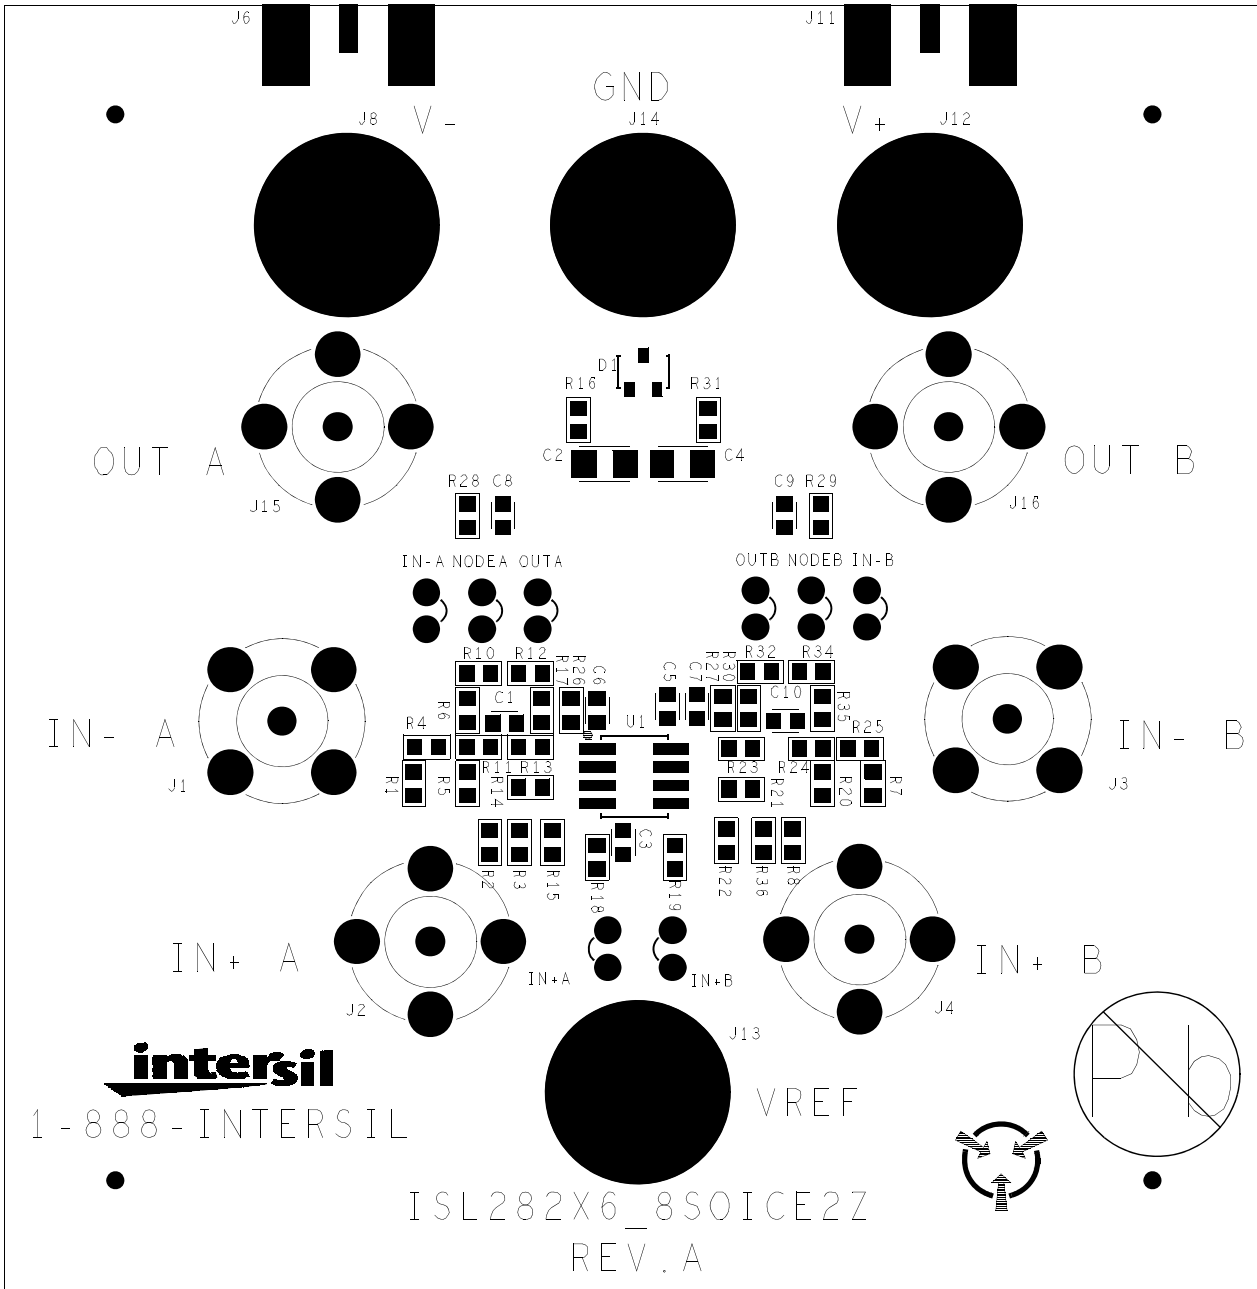 J6
J11
GND
J8 V- J14 V+ J12
D1
R16 R31
OUT A C2 C4 OUT B
R28 C8 C9 R29
J15 J16
IN-A NODEA OUTA OUTB NODEB IN-B
R10 R12 R17 R26 C6 C5 C7 R27 R30 R32 R34
R6 C1 C10 R35
IN- A R4 U1 R25 IN- B
R11 R13 R23 R24
J1 R1 R5 R14 R21 R20 R7 J3
C3
R2 R3 R15 R18 R19 R22 R36 R8
IN+ A IN+A IN+B IN+ B
J2 J4
J13
intersil
Pb
VREF
1-888-INTERSIL
ISL282X6_8SOICE2Z
REV.A